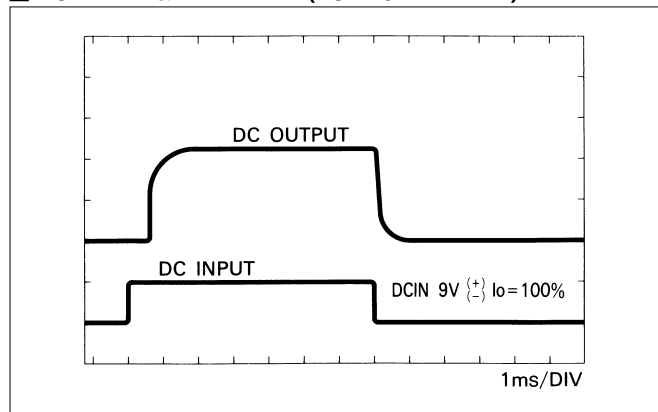 DC OUTPUT
DC INPUT
DCIN 9V (+) (-) Io=100%
1ms/DIV